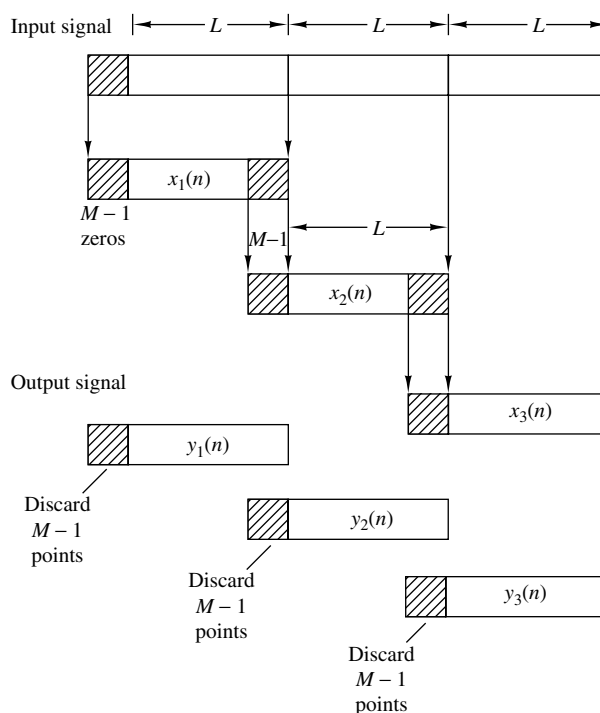 Input signal
L L L
x₁(n)
M − 1
zeros
M−1
L
x₂(n)
Output signal
x₃(n)
y₁(n)
Discard
M − 1
points
y₂(n)
Discard
M − 1
points
y₃(n)
Discard
M − 1
points